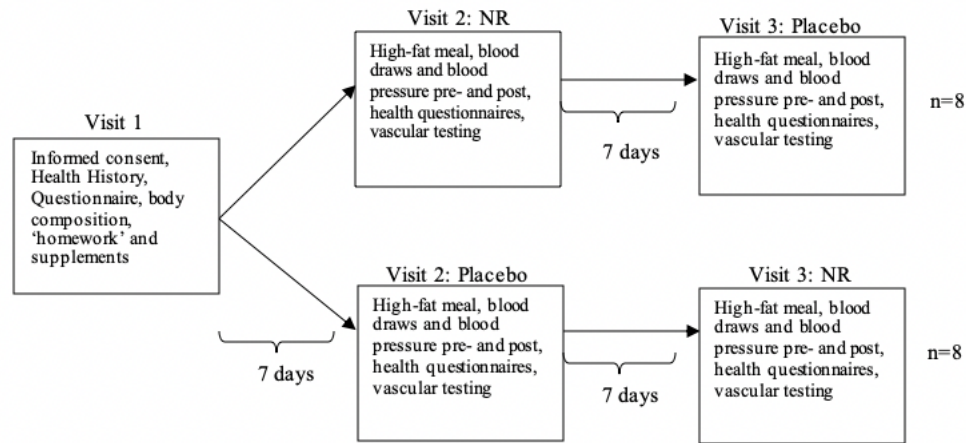 Visit 1
Informed consent,
Health History,
Questionnaire, body
composition,
‘homework’ and
supplements
7 days
Visit 2: NR
High-fat meal, blood
draws and blood
pressure pre- and post,
health questionnaires,
vascular testing
7 days
Visit 3: Placebo
High-fat meal, blood
draws and blood
pressure pre- and post,
health questionnaires,
vascular testing
n=8
Visit 2: Placebo
High-fat meal, blood
draws and blood
pressure pre- and post,
health questionnaires,
vascular testing
7 days
Visit 3: NR
High-fat meal, blood
draws and blood
pressure pre- and post,
health questionnaires,
vascular testing
n=8